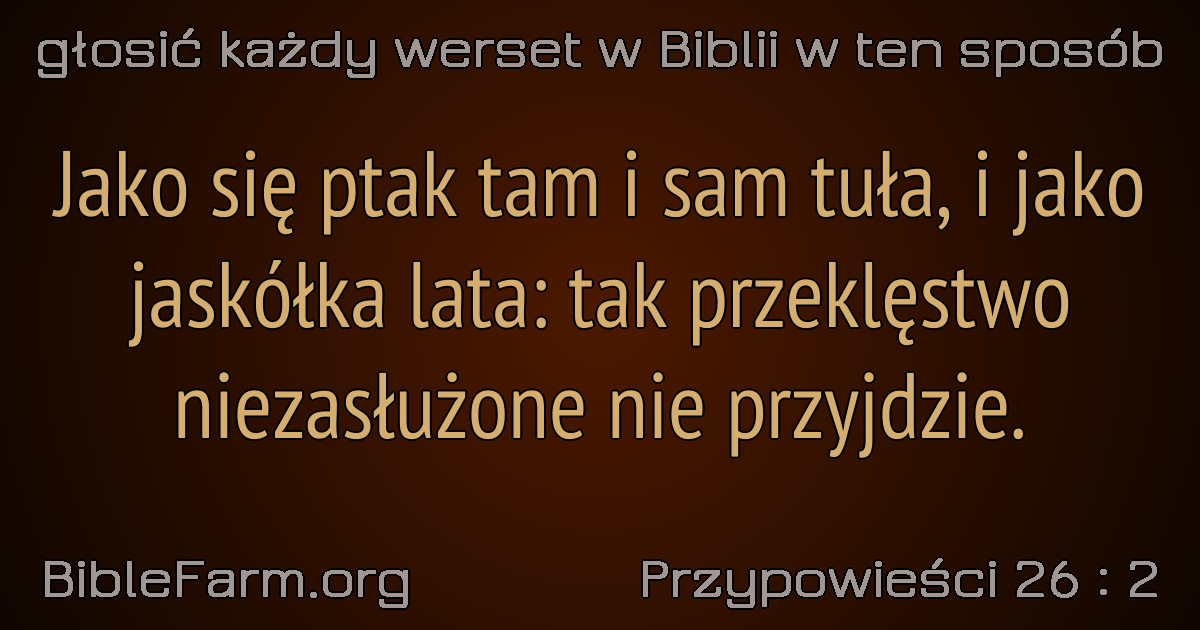 głosić każdy werset w Biblii w ten sposób
Jako się ptak tam i sam tuła, i jako
jaskółka lata: tak przeklęstwo
niezasłużone nie przyjdzie.
BibleFarm.org
Przypowieści 26 : 2